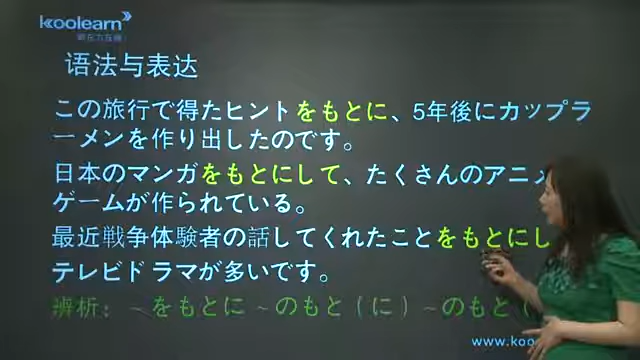 koolearn
语法与表达
この旅行で得たヒントをもとに、5年後にカップラ
ーメンを作り出したのです。
日本のマンガをもとにして、たくさんのアニメ
ゲームが作られている。
最近戦争体験者の話してくれたことをもとにし
テレビドラマが多いです。
辨析：～をもとに ～のもと（に）～のもと（
www.koo